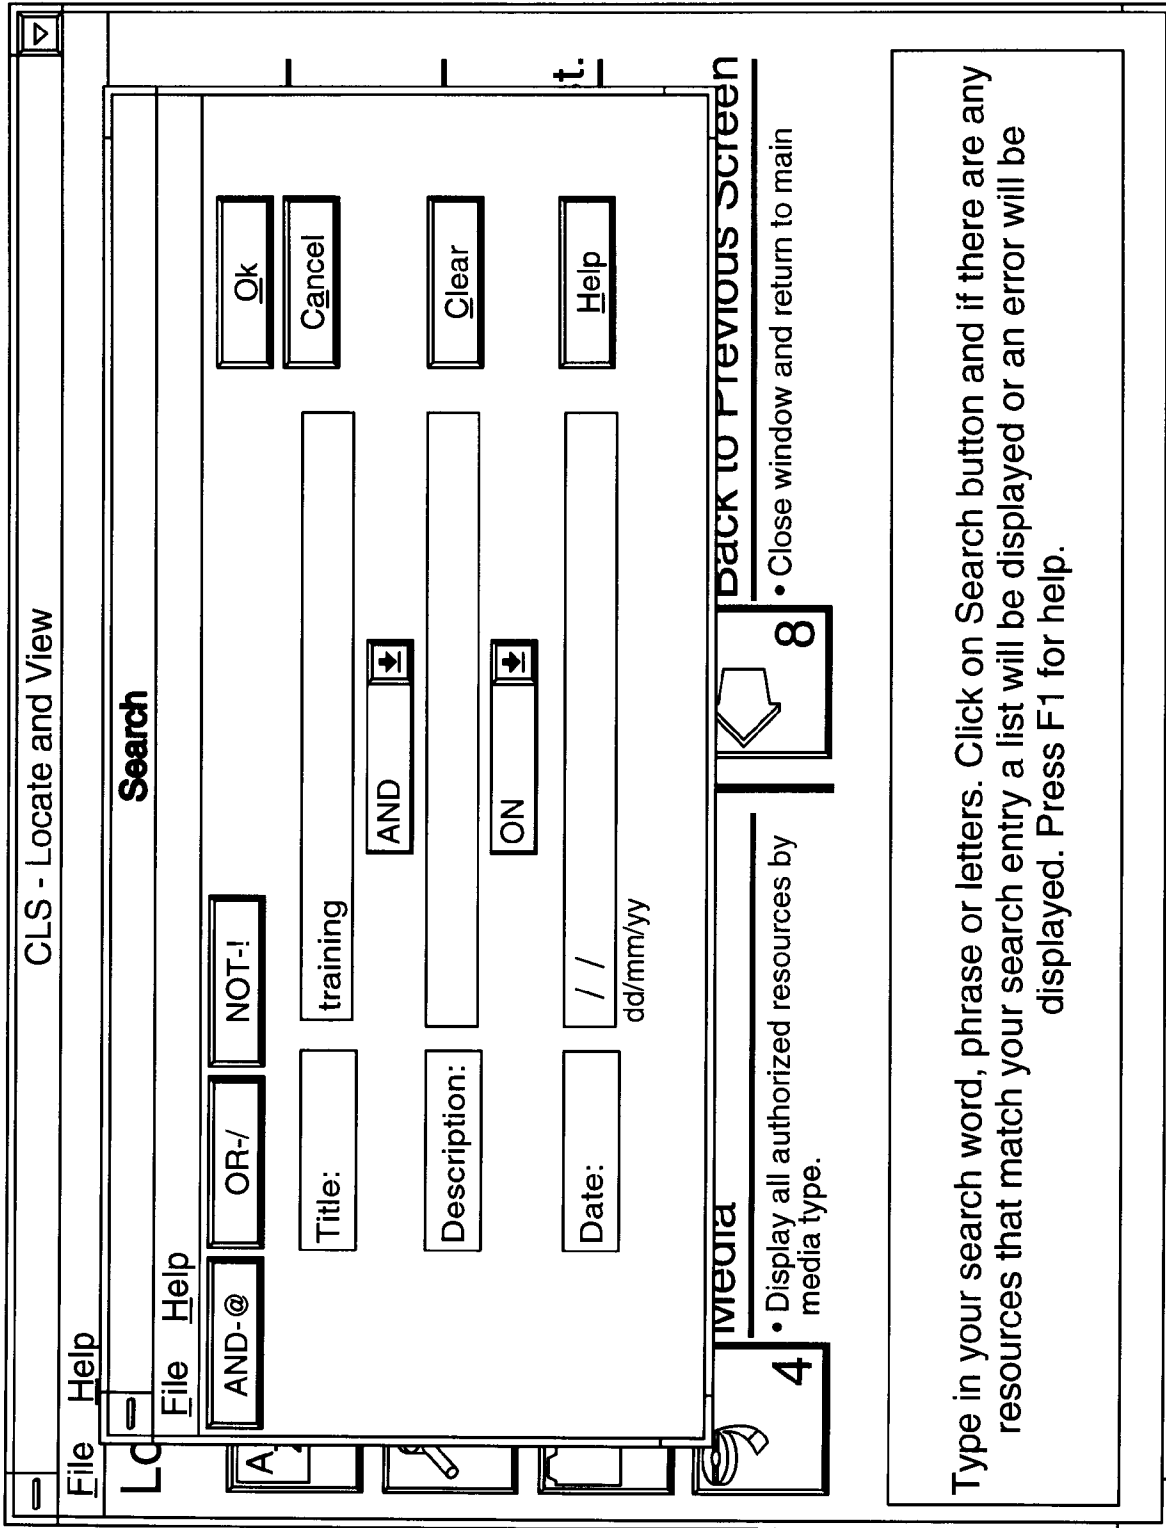 CLS - Locate and View
File Help
Search
File Help
AND-@ OR-/ NOT-!
Ok
Title: training
Cancel
AND
Description:
Clear
ON
Date: / /
Help
dd/mm/yy
A-
st.
Media
Back to Previous Screen
4
• Display all authorized resources by
media type.
8
• Close window and return to main
Type in your search word, phrase or letters. Click on Search button and if there are any
resources that match your search entry a list will be displayed or an error will be
displayed. Press F1 for help.